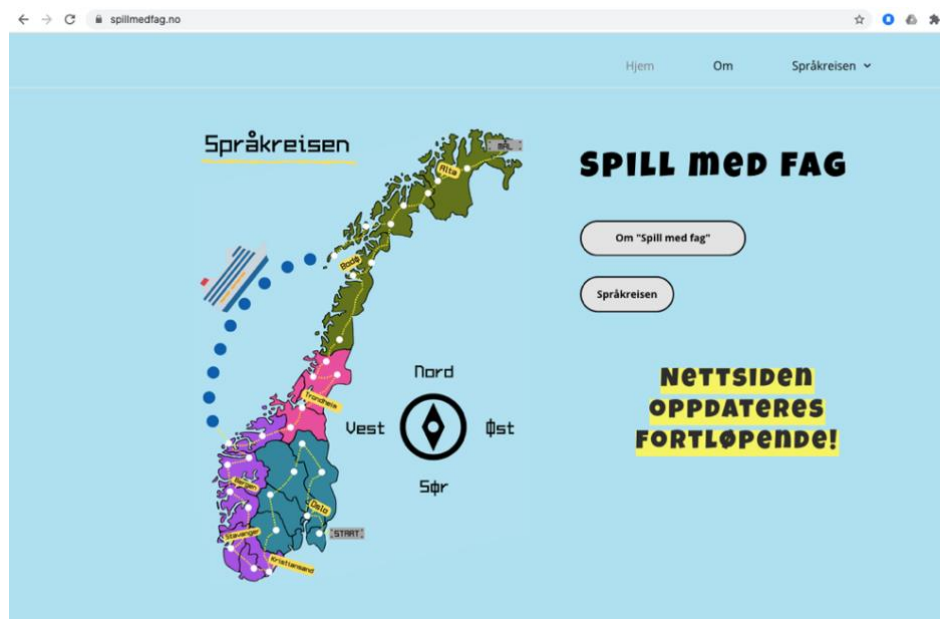 spillmedfag.no
Hjem Om Språkreisen
Språkreisen
MÅL
Alta
SPILL MED FAG
Om "Spill med fag"
Bodø
Språkreisen
Nord
NETTSIDEN
OPPDATERES
FORTLØPENDE!
Trondheim
Vest Øst
Sør
Bergen
Oslo
START
Stavanger
Kristiansand